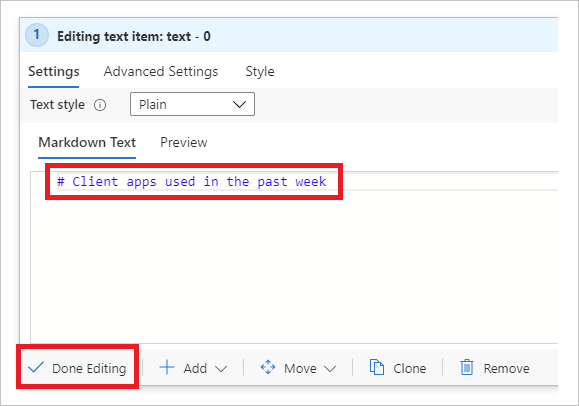 1 Editing text item: text - 0
Settings Advanced Settings Style
Text style Plain
Markdown Text Preview
# Client apps used in the past week
Done Editing Add Move Clone Remove